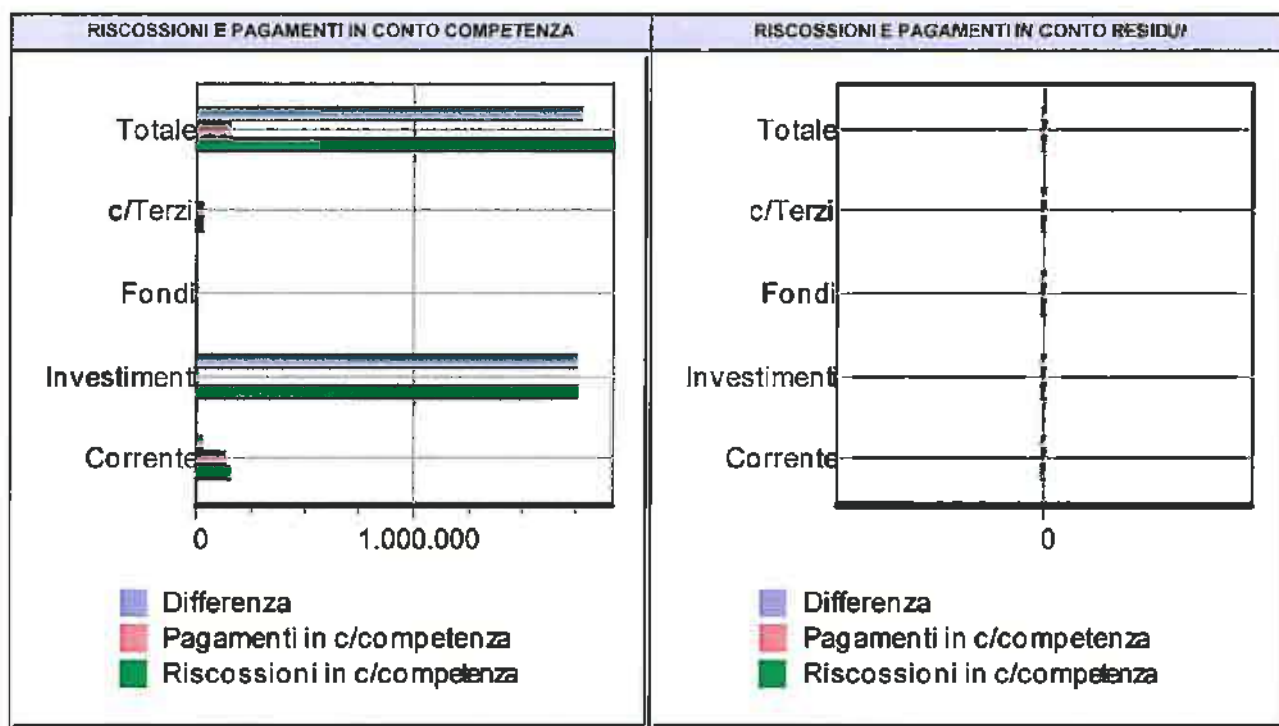 RISCOSSIONI E PAGAMENTI IN CONTO COMPETENZA
Totale
c/Terzi
Fondi
Investimenti
Corrente
0 1.000.000
Differenza
Pagamenti in c/competenza
Riscossioni in c/competenza
RISCOSSIONI E PAGAMENTI IN CONTO RESIDUI
Totale
c/Terzi
Fondi
Investimenti
Corrente
0
Differenza
Pagamenti in c/competenza
Riscossioni in c/competenza